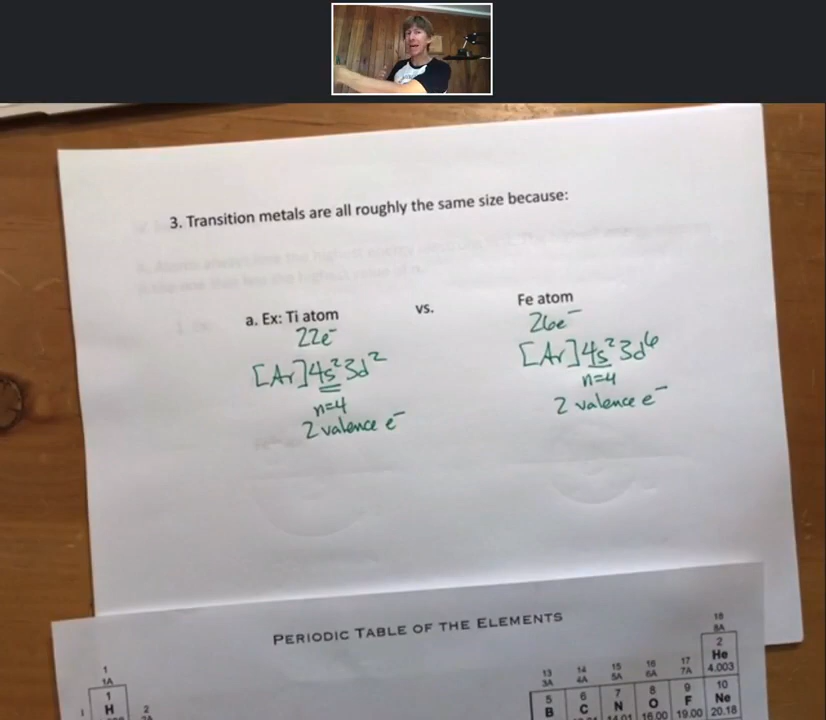 3. Transition metals are all roughly the same size because:
a. Ex: Ti atom vs. Fe atom
22e⁻ 26e⁻
[Ar]4s²3d² [Ar]4s²3d⁶
n=4 n=4
2 valence e⁻ 2 valence e⁻
PERIODIC TABLE OF THE ELEMENTS
18
8A
1
1A
13 14 15 16 17
3A 4A 5A 6A 7A
2
He
4.003
1
H
2
5 6 7 8 9 10
B C N O F Ne
14.01 16.00 19.00 20.18